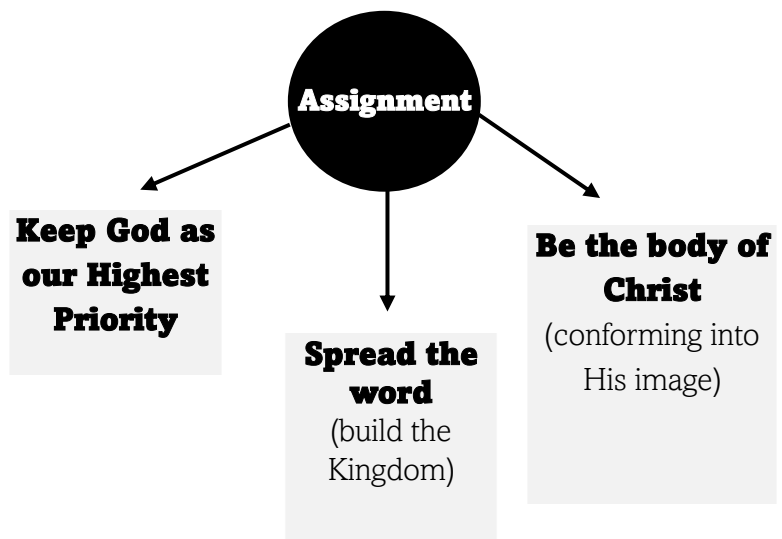 Assignment
Keep God as
our Highest
Priority
Spread the
word
(build the
Kingdom)
Be the body of
Christ
(conforming into
His image)